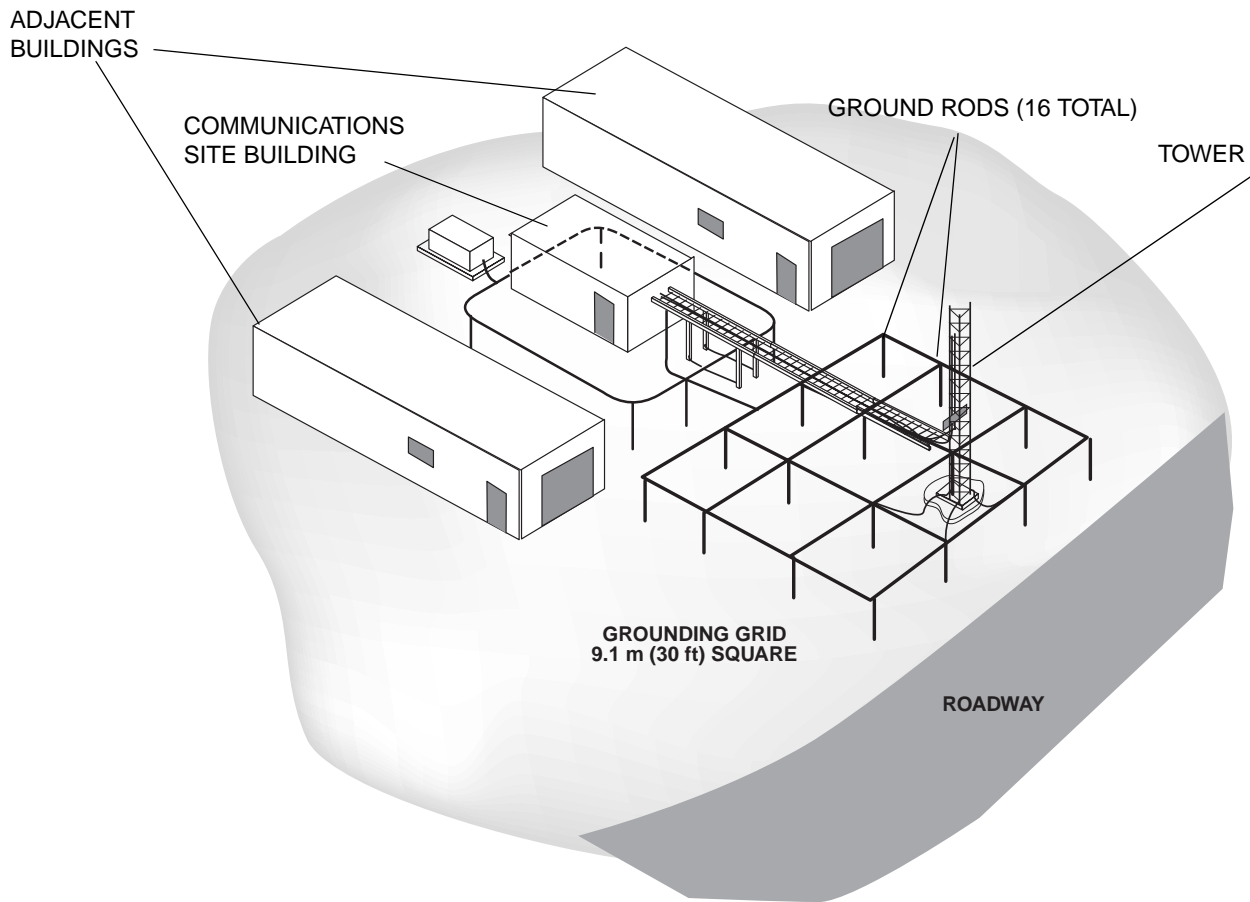 ADJACENT
BUILDINGS
COMMUNICATIONS
SITE BUILDING
GROUND RODS (16 TOTAL)
TOWER
GROUNDING GRID
9.1 m (30 ft) SQUARE
ROADWAY